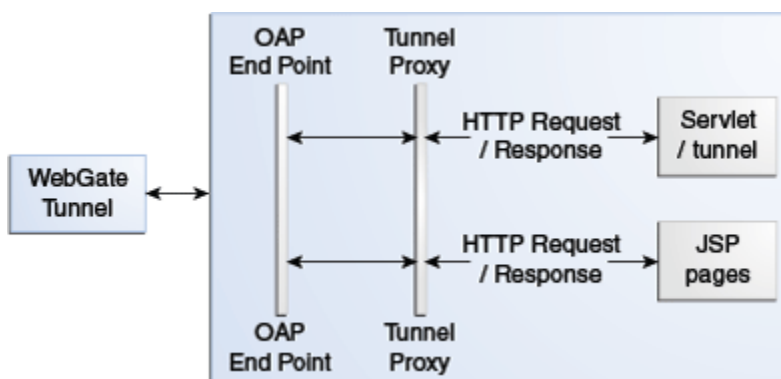 OAP
End Point
Tunnel
Proxy
HTTP Request
/ Response
Servlet
/ tunnel
WebGate
Tunnel
HTTP Request
/ Response
JSP
pages
OAP
End Point
Tunnel
Proxy